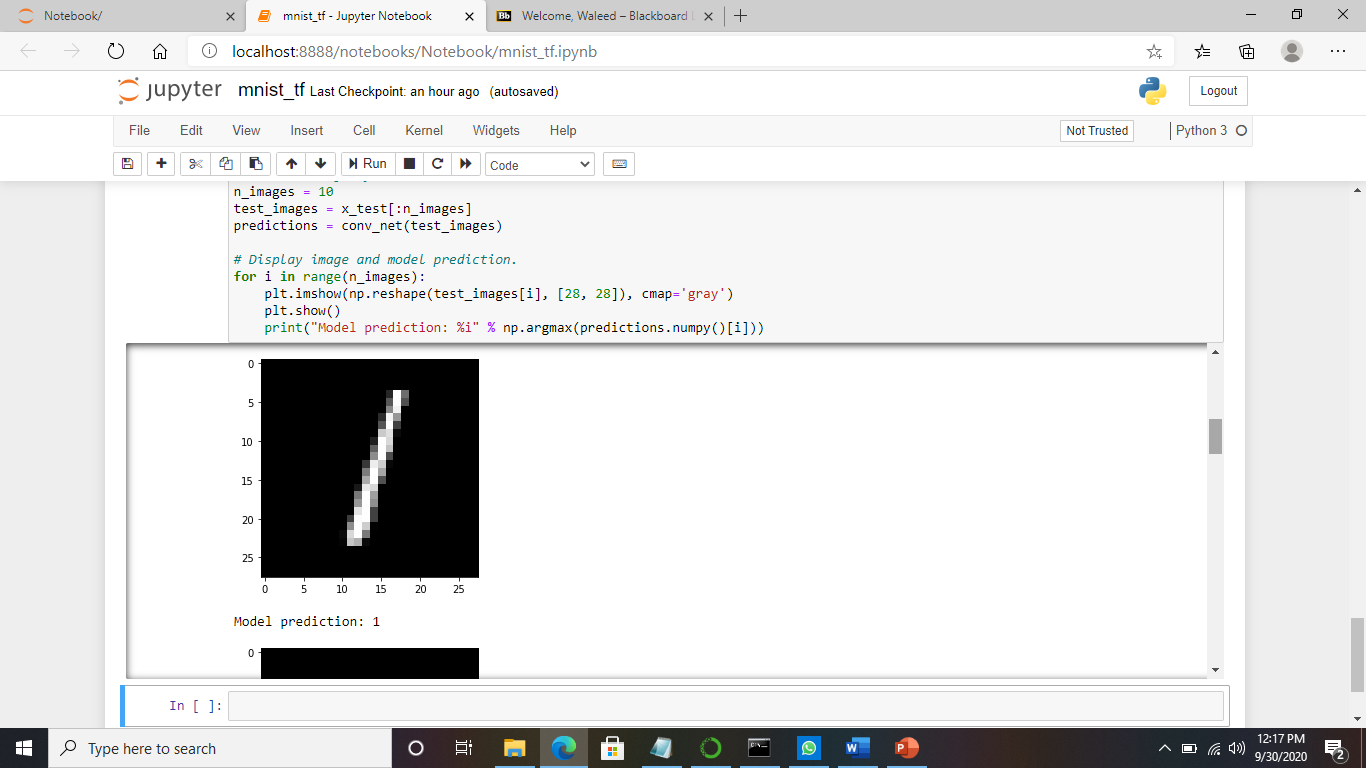 Notebook/
mnist_tf - Jupyter Notebook
Bb Welcome, Waleed – Blackboard
localhost:8888/notebooks/Notebook/mnist_tf.ipynb
jupyter mnist_tf Last Checkpoint: an hour ago (autosaved)
Logout
File Edit View Insert Cell Kernel Widgets Help
Not Trusted
Python 3
Run
Code
n_images = 10
test_images = x_test[:n_images]
predictions = conv_net(test_images)
# Display image and model prediction.
for i in range(n_images):
    plt.imshow(np.reshape(test_images[i], [28, 28]), cmap='gray')
    plt.show()
    print("Model prediction: %i" % np.argmax(predictions.numpy()[i]))
0
5
10
15
20
25
0 5 10 15 20 25
Model prediction: 1
0
In [ ]:
Type here to search
12:17 PM
9/30/2020
2